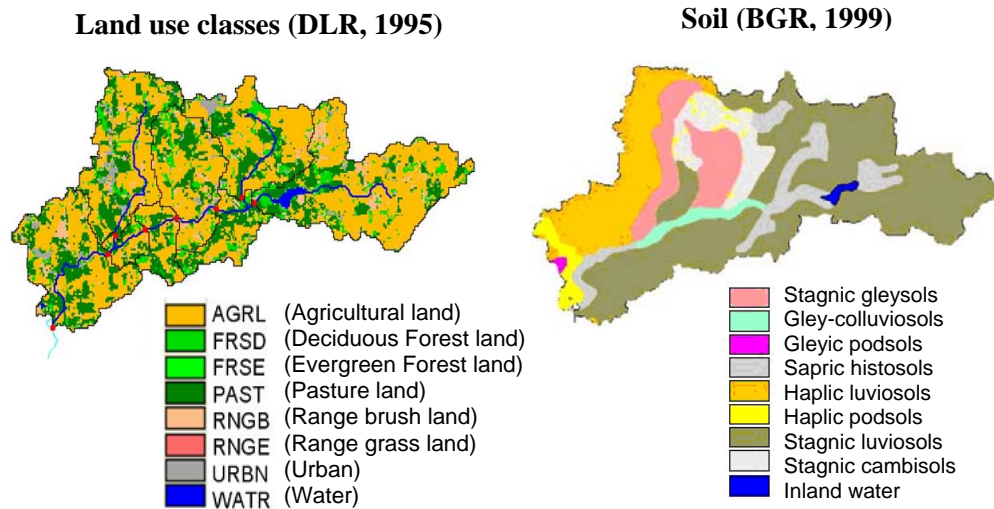 Land use classes (DLR, 1995)
Soil (BGR, 1999)
AGRL (Agricultural land)
FRSD (Deciduous Forest land)
FRSE (Evergreen Forest land)
PAST (Pasture land)
RNGB (Range brush land)
RNGE (Range grass land)
URBN (Urban)
WATR (Water)
Stagnic gleysols
Gley-colluviosols
Gleyic podsols
Sapric histosols
Haplic luviosols
Haplic podsols
Stagnic luviosols
Stagnic cambisols
Inland water